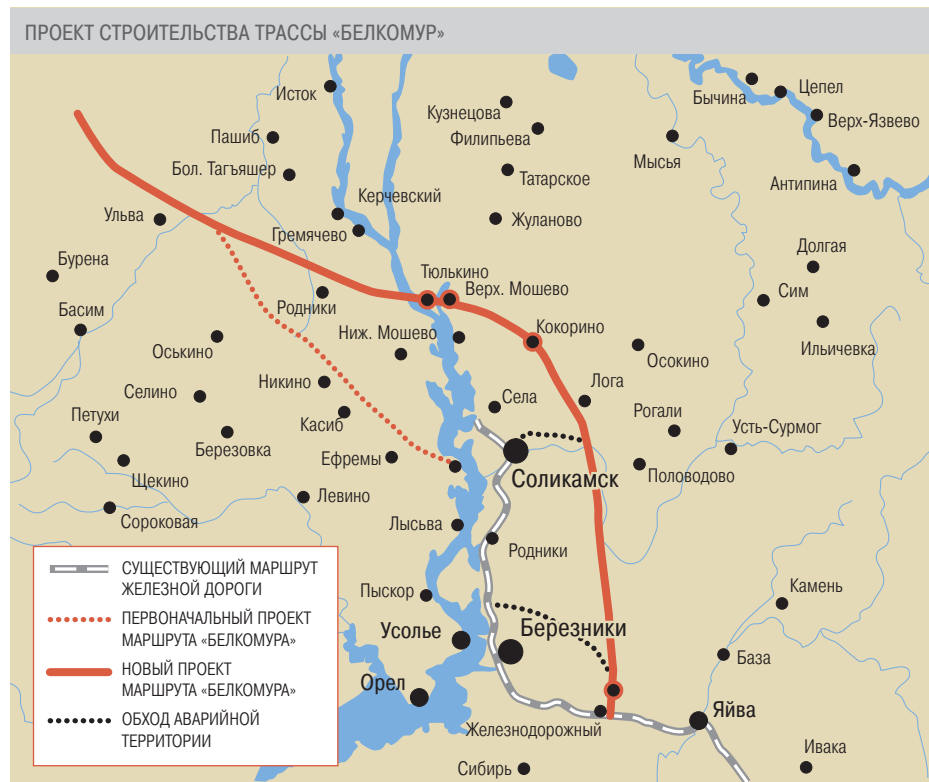 ПРОЕКТ СТРОИТЕЛЬСТВА ТРАССЫ «БЕЛКОМУР»
Исток
Кузнецова
Бычина
Цепел
Пашиб
Филипьева
Верх-Язвево
Мысья
Бол. Тагъяшер
Татарское
Антипина
Керчевский
Ульва
Гремячево
Жуланово
Долгая
Бурена
Тюлькино
Верх. Мошево
Сим
Басим
Родники
Ниж. Мошево
Кокорино
Оськино
Осокино
Ильичевка
Никино
Лога
Селино
Села
Петухи
Касиб
Рогали
Усть-Сурмог
Березовка
Ефремы
Соликамск
Половодово
Щекино
Левино
Сороковая
Лысьва
Родники
СУЩЕСТВУЮЩИЙ МАРШРУТ
ЖЕЛЕЗНОЙ ДОРОГИ
ПЕРВОНАЧАЛЬНЫЙ ПРОЕКТ
МАРШРУТА «БЕЛКОМУРА»
НОВЫЙ ПРОЕКТ
МАРШРУТА «БЕЛКОМУРА»
ОБХОД АВАРИЙНОЙ
ТЕРРИТОРИИ
Пыскор
Камень
Усолье
Березники
База
Орел
Железнодорожный
Яйва
Сибирь
Ивака